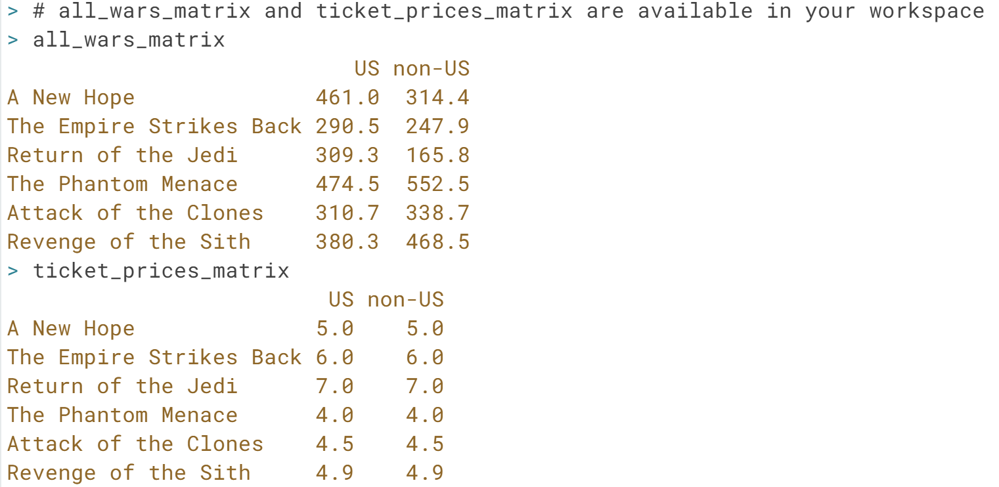 > # all_wars_matrix and ticket_prices_matrix are available in your workspace
> all_wars_matrix
                           US non-US
A New Hope              461.0  314.4
The Empire Strikes Back 290.5  247.9
Return of the Jedi      309.3  165.8
The Phantom Menace      474.5  552.5
Attack of the Clones    310.7  338.7
Revenge of the Sith     380.3  468.5
> ticket_prices_matrix
                         US non-US
A New Hope              5.0    5.0
The Empire Strikes Back 6.0    6.0
Return of the Jedi      7.0    7.0
The Phantom Menace      4.0    4.0
Attack of the Clones    4.5    4.5
Revenge of the Sith     4.9    4.9